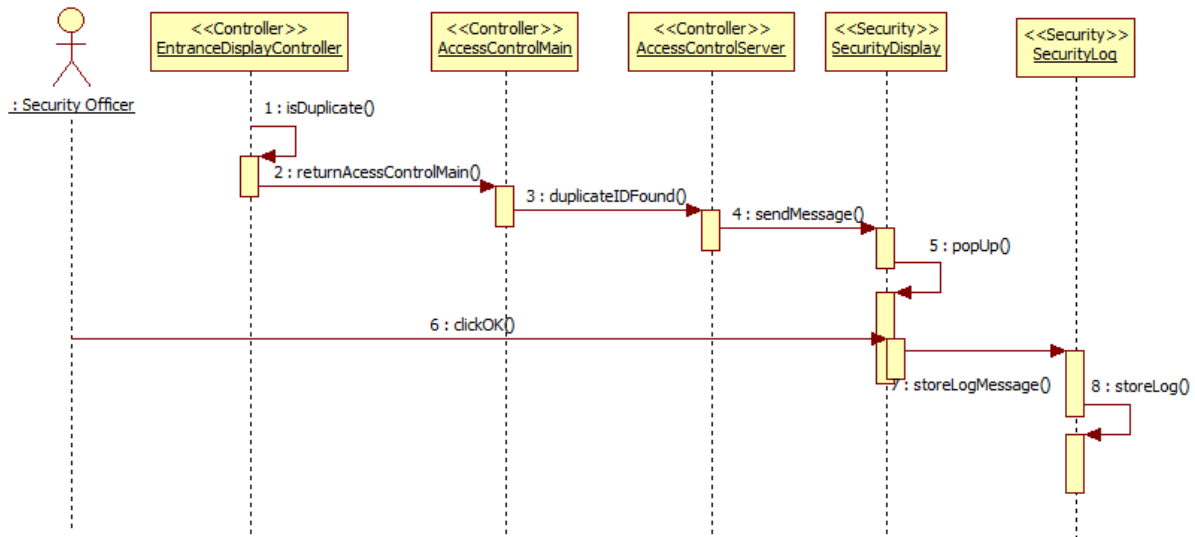 <<Controller>>
EntranceDisplayController
<<Controller>>
AccessControlMain
<<Controller>>
AccessControlServer
<<Security>>
SecurityDisplay
<<Security>>
SecurityLog
: Security Officer
1 : isDuplicate()
2 : returnAcessControlMain()
3 : duplicateIDFound()
4 : sendMessage()
5 : popUp()
6 : clickOK()
7 : storeLogMessage()
8 : storeLog()